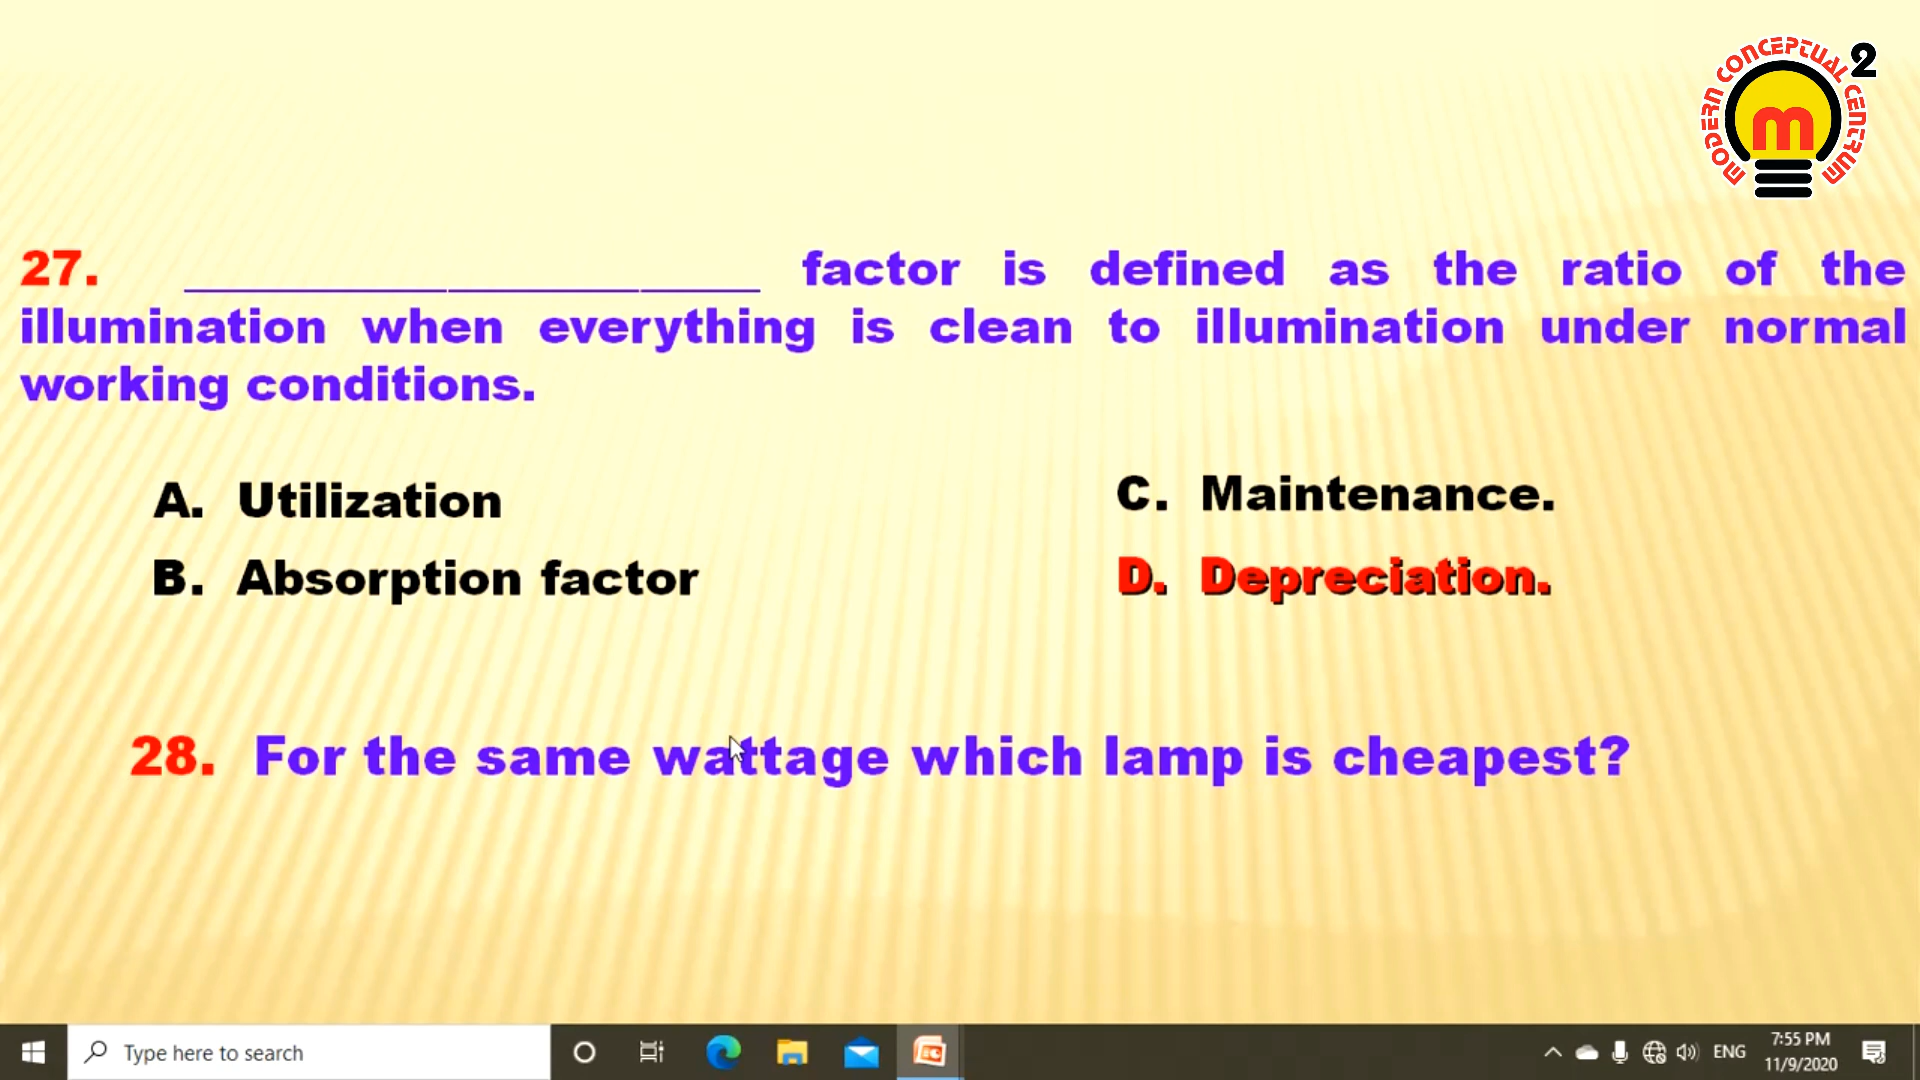 MODERN CONCEPTUAL CENTRUM
2
m
27. ____________________ factor is defined as the ratio of the
illumination when everything is clean to illumination under normal
working conditions.
A. Utilization
C. Maintenance.
B. Absorption factor
D. Depreciation.
28. For the same wattage which lamp is cheapest?
Type here to search
ENG
7:55 PM
11/9/2020